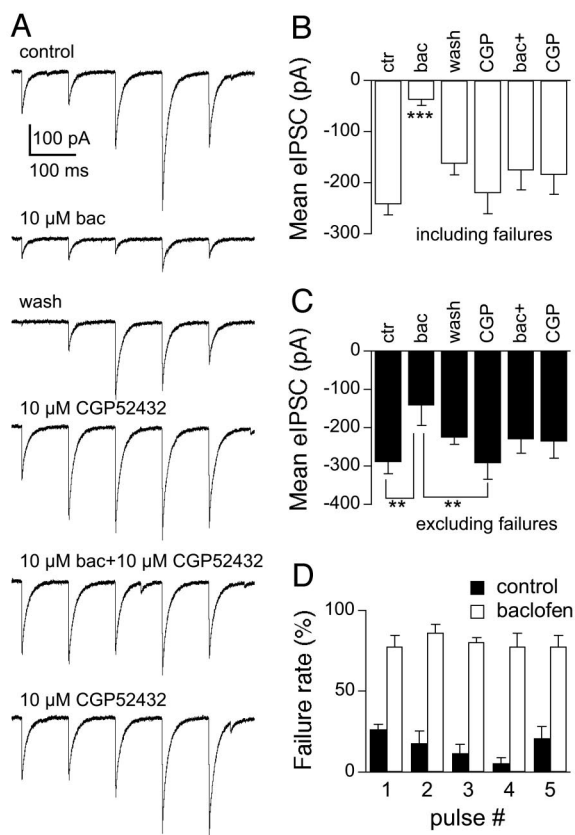 A
control
100 pA
100 ms
10 µM bac
wash
10 µM CGP52432
10 µM bac+10 µM CGP52432
10 µM CGP52432
B
ctr
bac
wash
CGP
bac+
CGP
Mean eIPSC (pA)
0
-100
-200
-300
***
including failures
C
ctr
bac
wash
CGP
bac+
CGP
Mean eIPSC (pA)
0
-100
-200
-300
-400
** **
excluding failures
D
control
baclofen
Failure rate (%)
100
50
0
1 2 3 4 5
pulse #